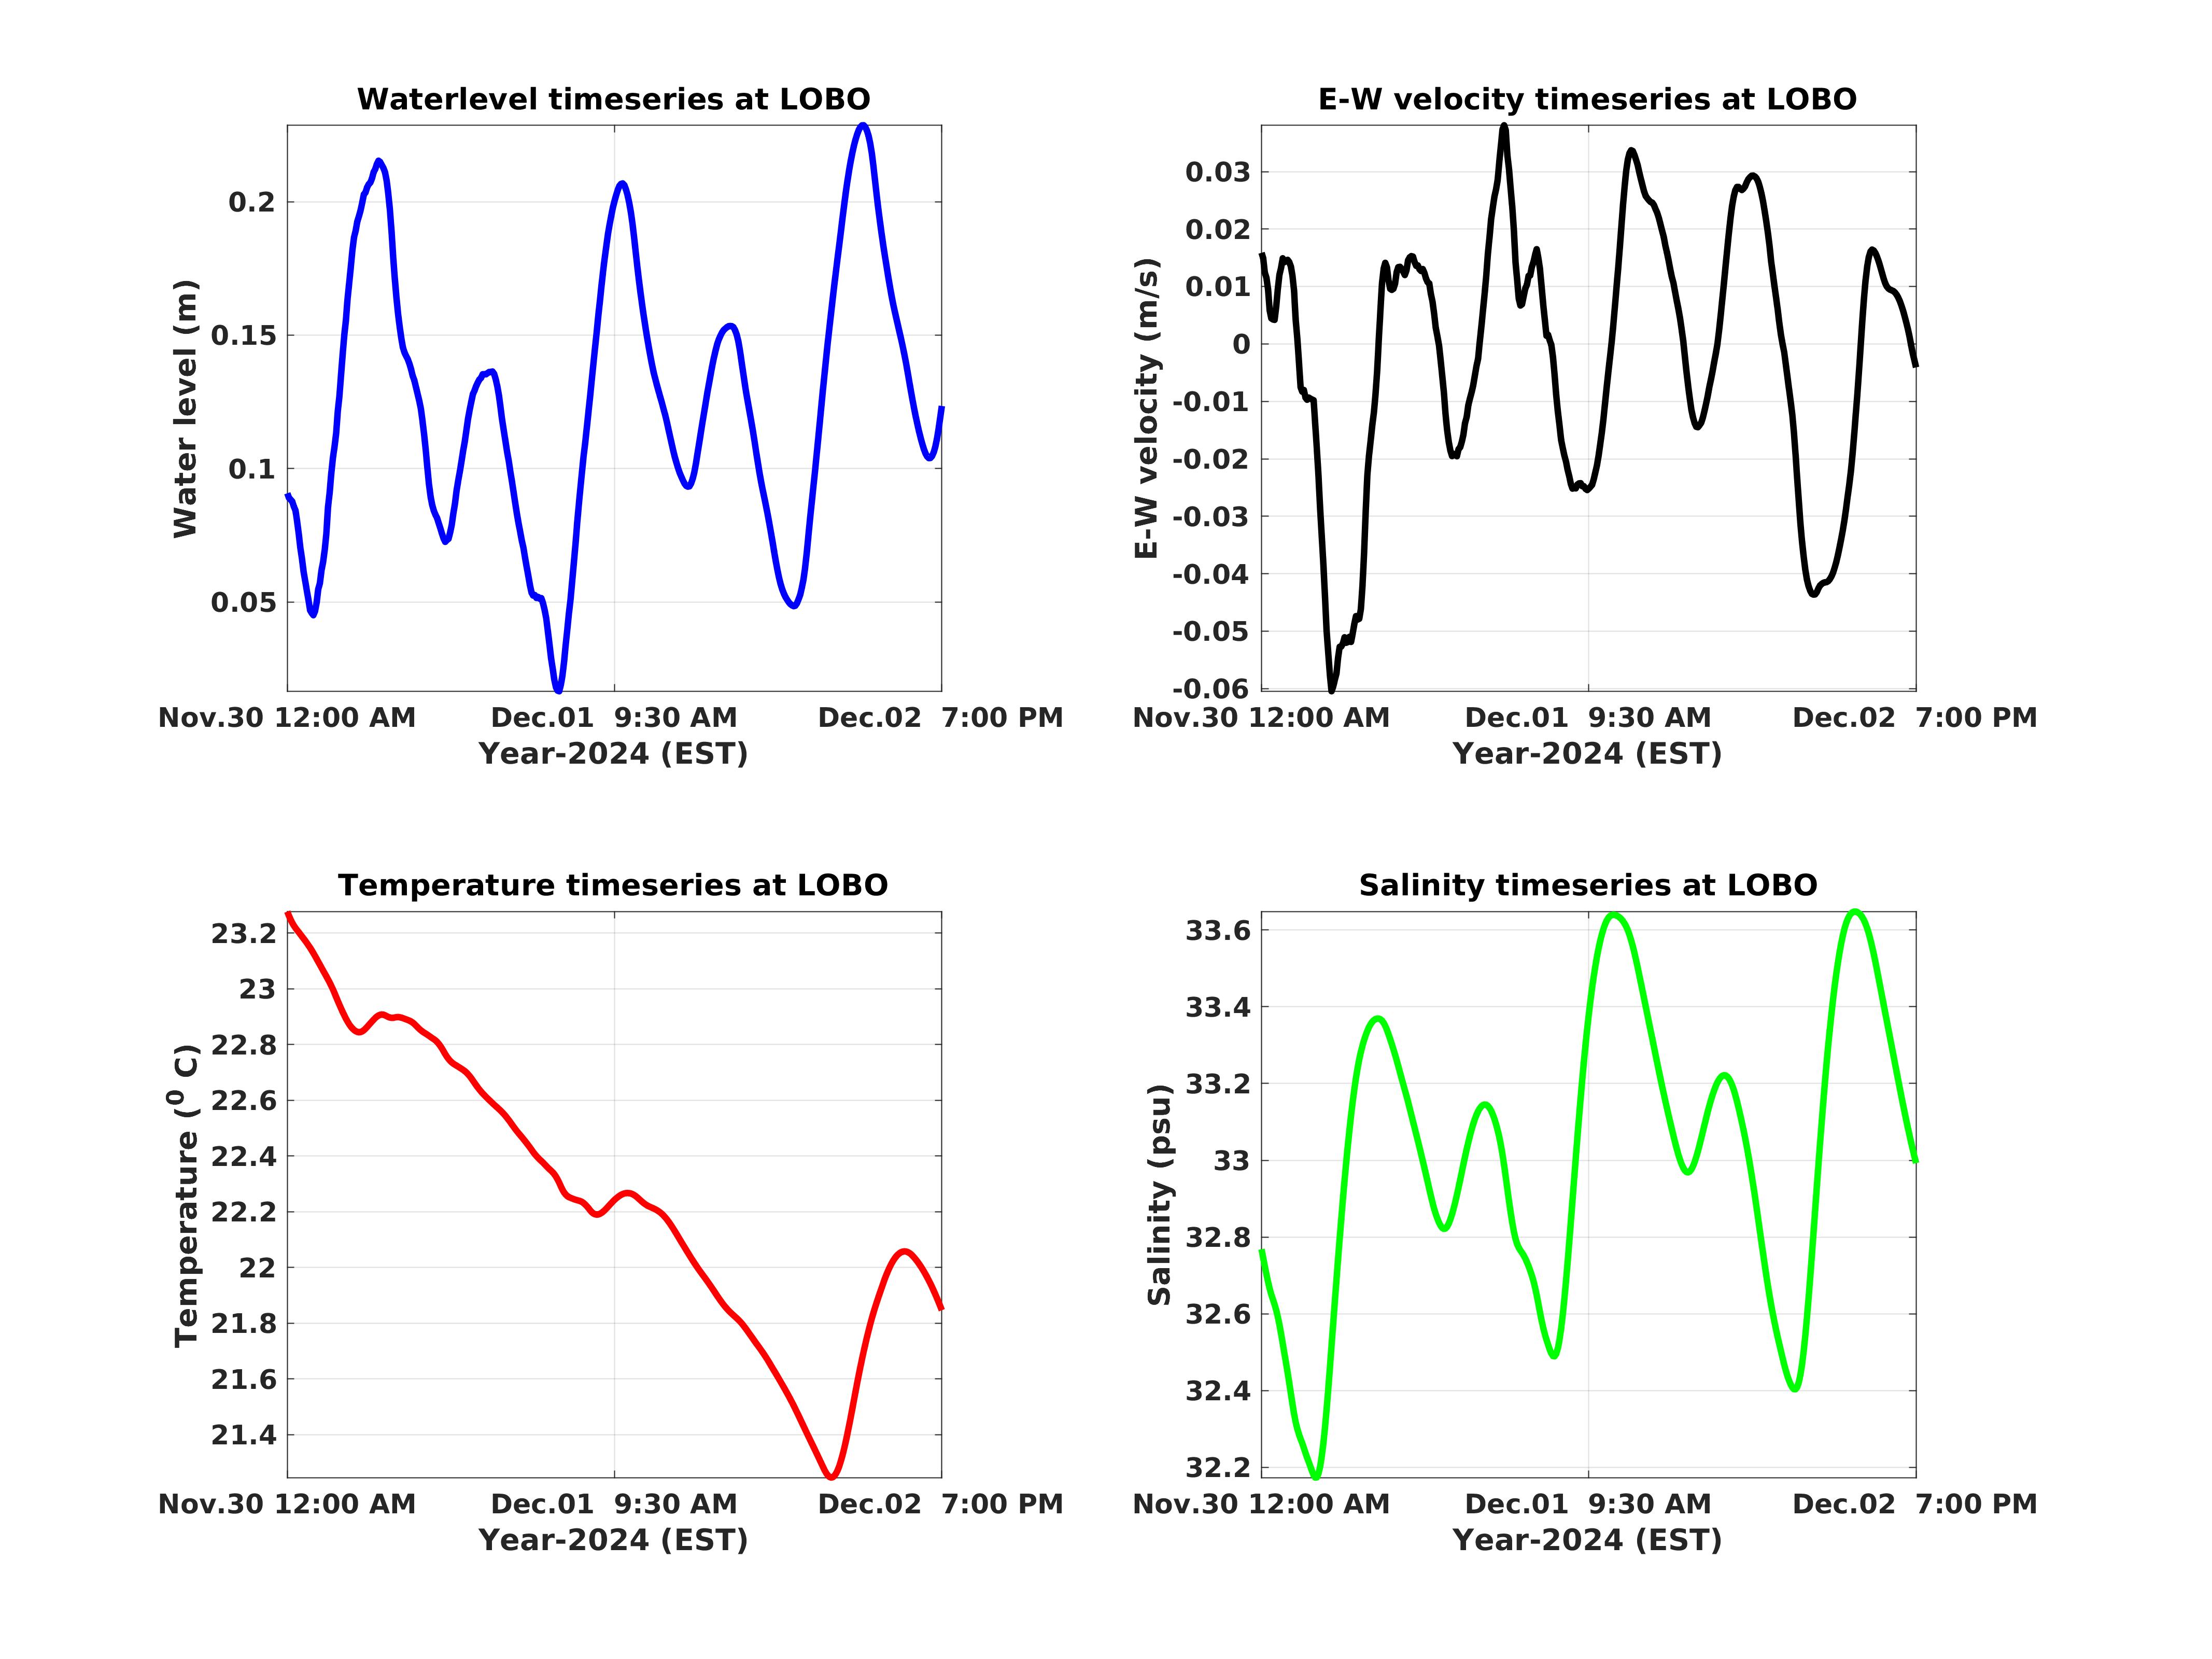 Waterlevel timeseries at LOBO
0.2
0.15
0.1
0.05
Water level (m)
Nov.30 12:00 AM
Dec.01 9:30 AM
Dec.02 7:00 PM
Year-2024 (EST)
E-W velocity timeseries at LOBO
0.03
0.02
0.01
0
-0.01
-0.02
-0.03
-0.04
-0.05
-0.06
E-W velocity (m/s)
Nov.30 12:00 AM
Dec.01 9:30 AM
Dec.02 7:00 PM
Year-2024 (EST)
Temperature timeseries at LOBO
23.2
23
22.8
22.6
22.4
22.2
22
21.8
21.6
21.4
Temperature (⁰ C)
Nov.30 12:00 AM
Dec.01 9:30 AM
Dec.02 7:00 PM
Year-2024 (EST)
Salinity timeseries at LOBO
33.6
33.4
33.2
33
32.8
32.6
32.4
32.2
Salinity (psu)
Nov.30 12:00 AM
Dec.01 9:30 AM
Dec.02 7:00 PM
Year-2024 (EST)